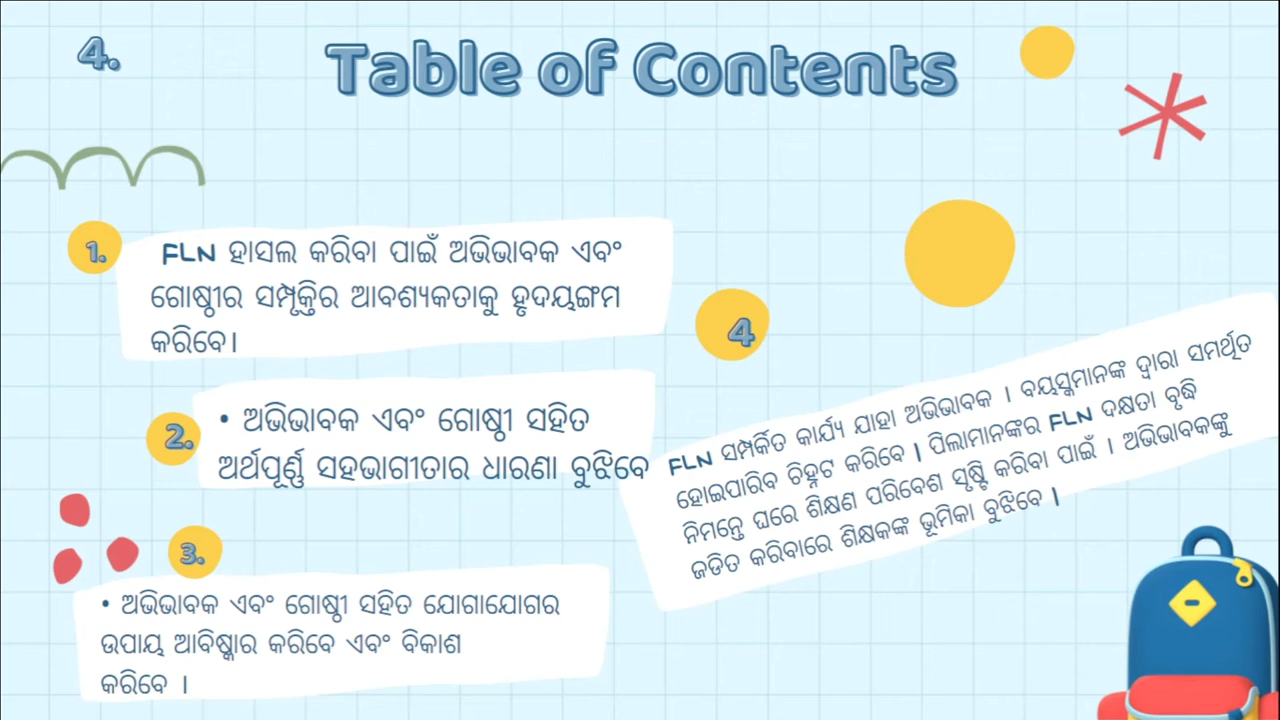 4.
Table of Contents
1.
FLN ହାସଲ କରିବା ପାଇଁ ଅଭିଭାବକ ଏବଂ
ଗୋଷ୍ଠୀର ସମ୍ପୃକ୍ତିର ଆବଶ୍ୟକତାକୁ ହୃଦୟଙ୍ଗମ
କରିବେ।
2.
• ଅଭିଭାବକ ଏବଂ ଗୋଷ୍ଠୀ ସହିତ
ଅର୍ଥପୂର୍ଣ୍ଣ ସହଭାଗୀତାର ଧାରଣା ବୁଝିବେ
3.
• ଅଭିଭାବକ ଏବଂ ଗୋଷ୍ଠୀ ସହିତ ଯୋଗାଯୋଗର
ଉପାୟ ଆବିଷ୍କାର କରିବେ ଏବଂ ବିକାଶ
କରିବେ ।
4
FLN ସମ୍ପର୍କିତ କାର୍ଯ୍ୟ ଯାହା ଅଭିଭାବକ । ବୟସ୍କମାନଙ୍କ ଦ୍ୱାରା ସମର୍ଥିତ
ହୋଇପାରିବ ଚିହ୍ନଟ କରିବେ | ପିଲାମାନଙ୍କର FLN ଦକ୍ଷତା ବୃଦ୍ଧି
ନିମନ୍ତେ ଘରେ ଶିକ୍ଷଣ ପରିବେଶ ସୃଷ୍ଟି କରିବା ପାଇଁ । ଅଭିଭାବକଙ୍କୁ
ଜଡିତ କରିବାରେ ଶିକ୍ଷକଙ୍କ ଭୂମିକା ବୁଝିବେ |